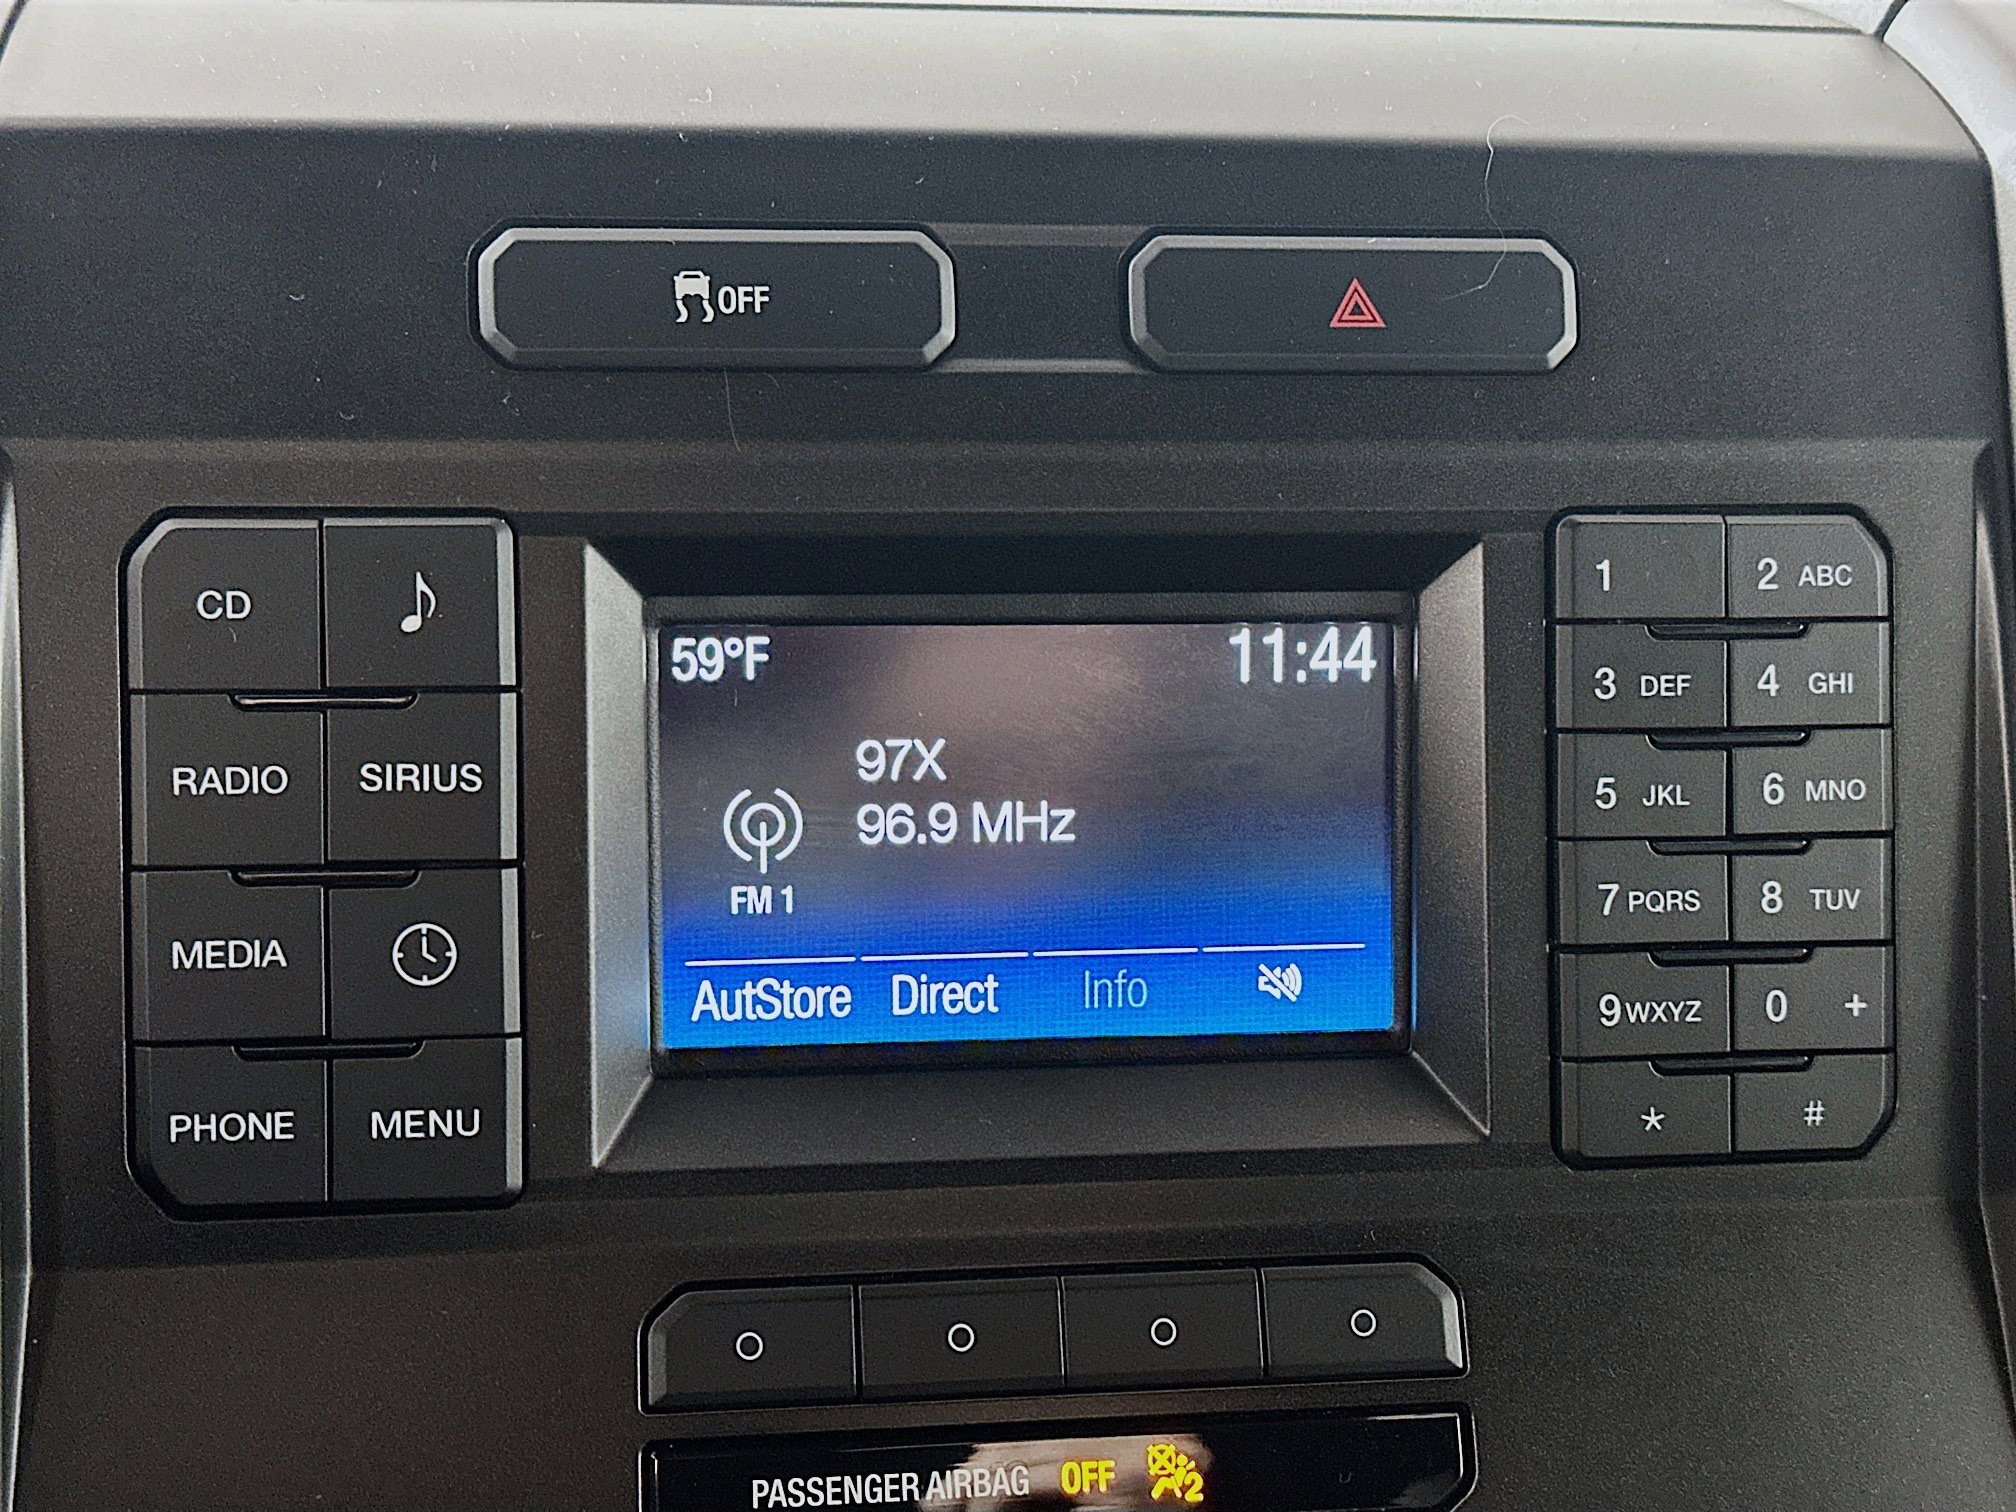 OFF
59°F 11:44
97X
96.9 MHz
FM 1
AutStore Direct Info
CD
RADIO SIRIUS
MEDIA
PHONE MENU
1 2 ABC
3 DEF 4 GHI
5 JKL 6 MNO
7 PQRS 8 TUV
9 WXYZ 0 +
* #
PASSENGER AIRBAG OFF 2